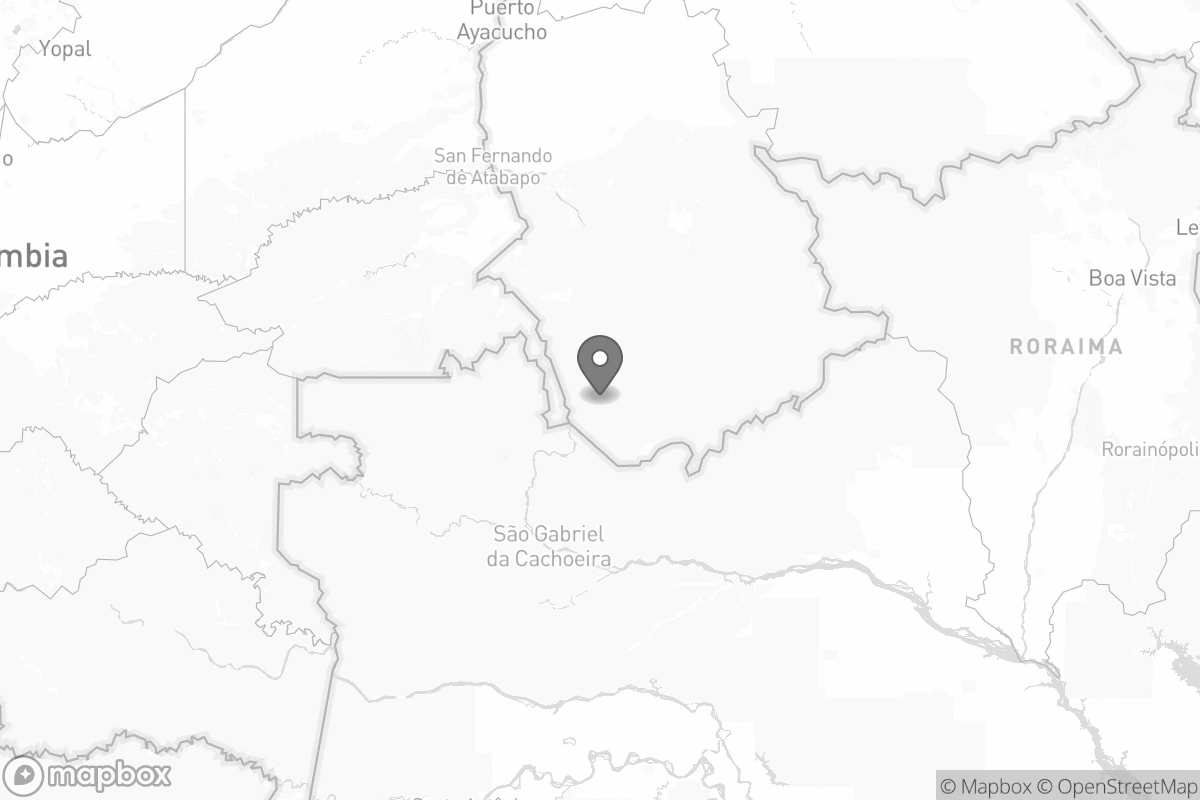 Puerto
Ayacucho
Yopal
San Fernando
de Atabapo
o
mbia
Le
Boa Vista
RORAIMA
Rorainópoli
São Gabriel
da Cachoeira
mapbox
© Mapbox © OpenStreetMap